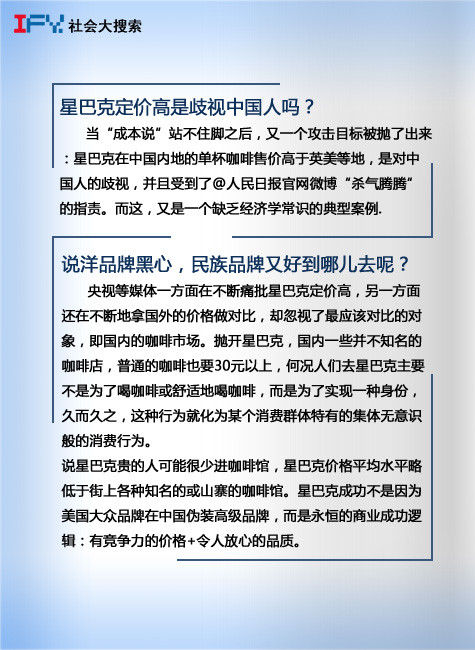 IFY. 社会大搜索
星巴克定价高是歧视中国人吗？
当“成本说”站不住脚之后，又一个攻击目标被抛了出来
：星巴克在中国内地的单杯咖啡售价高于英美等地，是对中
国人的歧视，并且受到了@人民日报官网微博“杀气腾腾”
的指责。而这，又是一个缺乏经济学常识的典型案例.
说洋品牌黑心，民族品牌又好到哪儿去呢？
央视等媒体一方面在不断痛批星巴克定价高，另一方面
还在不断地拿国外的价格做对比，却忽视了最应该对比的对
象，即国内的咖啡市场。抛开星巴克，国内一些并不知名的
咖啡店，普通的咖啡也要30元以上，何况人们去星巴克主要
不是为了喝咖啡或舒适地喝咖啡，而是为了实现一种身份，
久而久之，这种行为就化为某个消费群体特有的集体无意识
般的消费行为。
说星巴克贵的人可能很少进咖啡馆，星巴克价格平均水平略
低于街上各种知名的或山寨的咖啡馆。星巴克成功不是因为
美国大众品牌在中国伪装高级品牌，而是永恒的商业成功逻
辑：有竞争力的价格+令人放心的品质。